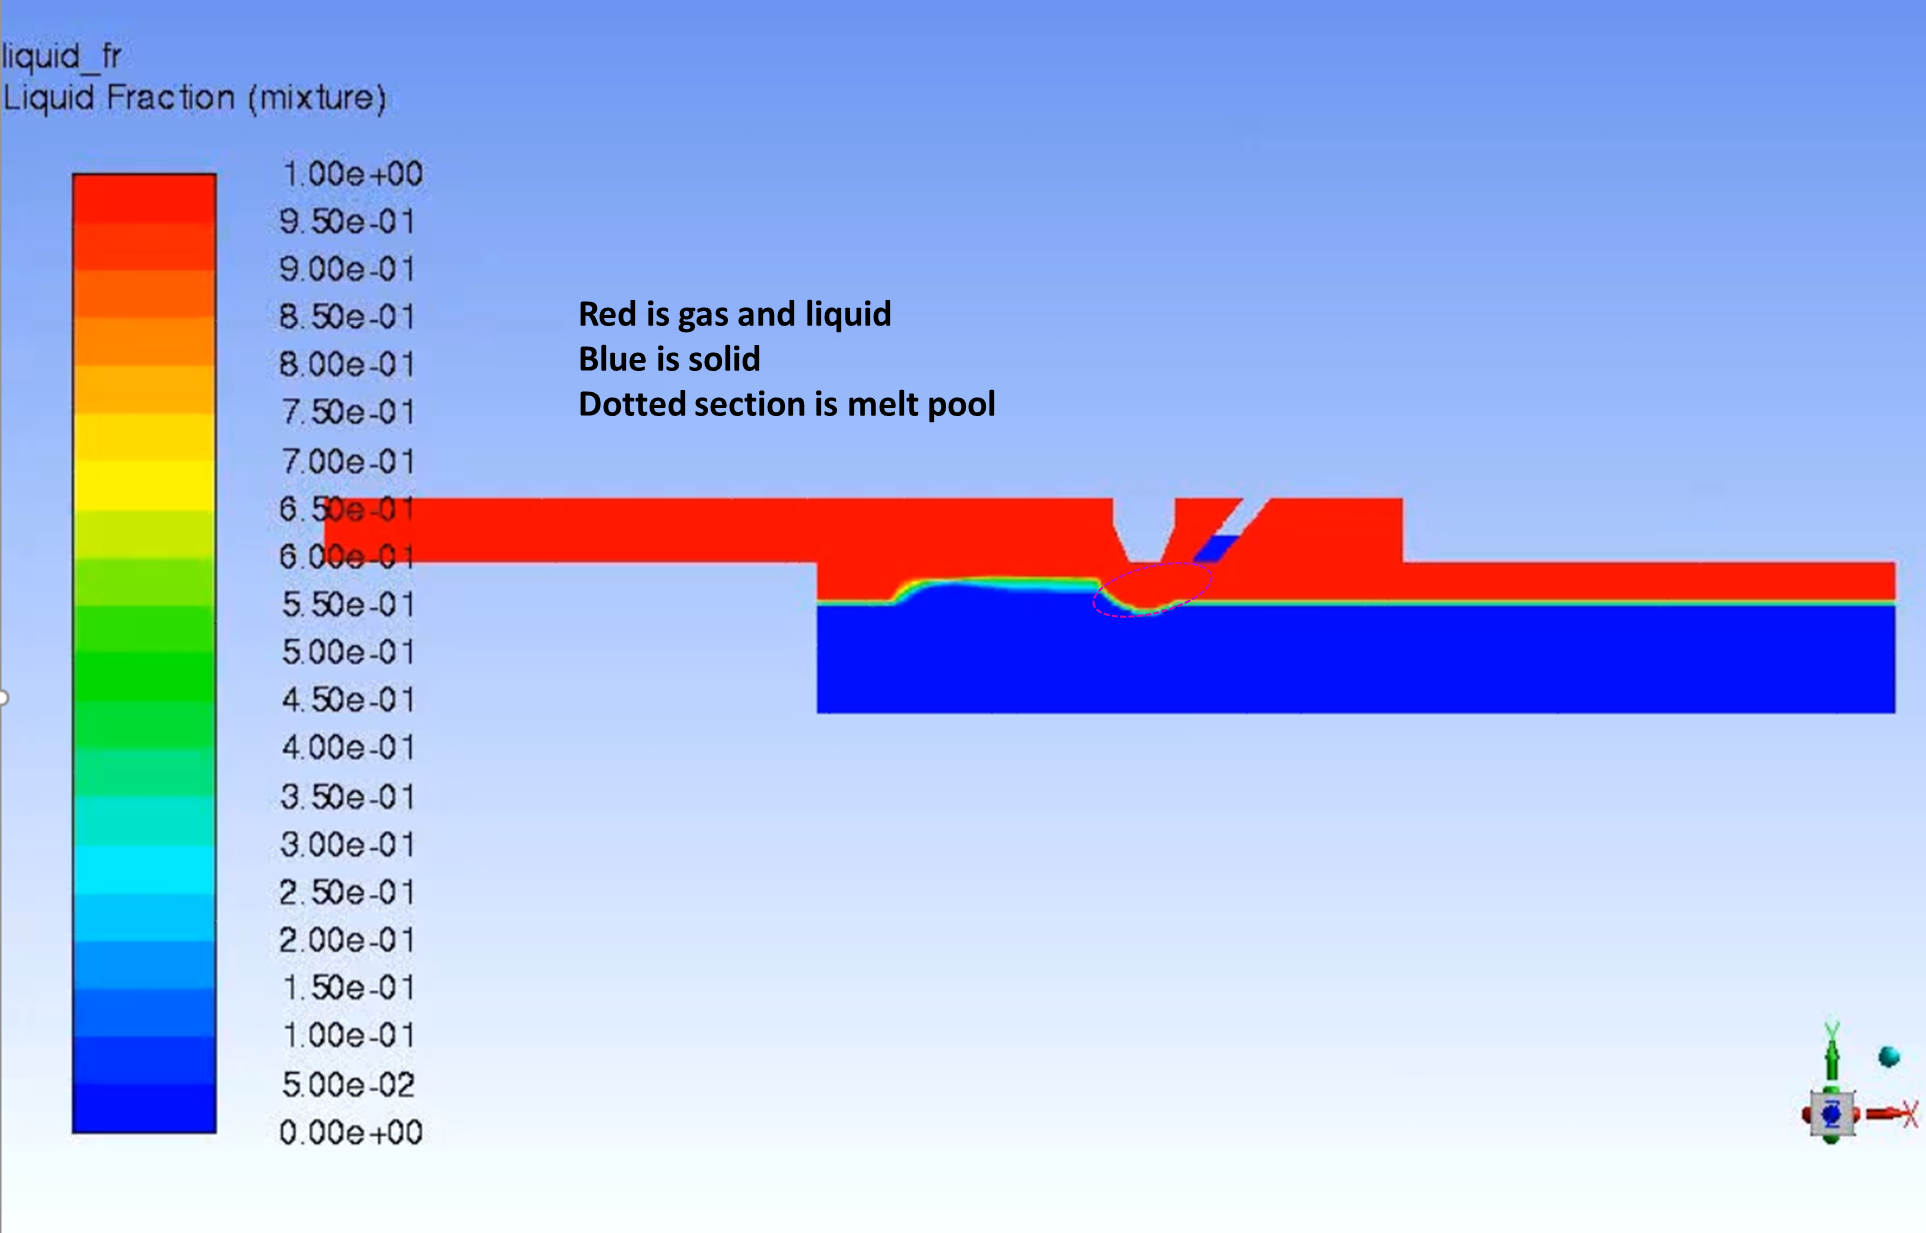 liquid_fr
Liquid Fraction (mixture)
1.00e+00
9.50e-01
9.00e-01
8.50e-01
8.00e-01
7.50e-01
7.00e-01
6.50e-01
6.00e-01
5.50e-01
5.00e-01
4.50e-01
4.00e-01
3.50e-01
3.00e-01
2.50e-01
2.00e-01
1.50e-01
1.00e-01
5.00e-02
0.00e+00
Red is gas and liquid
Blue is solid
Dotted section is melt pool
Y
Z
X